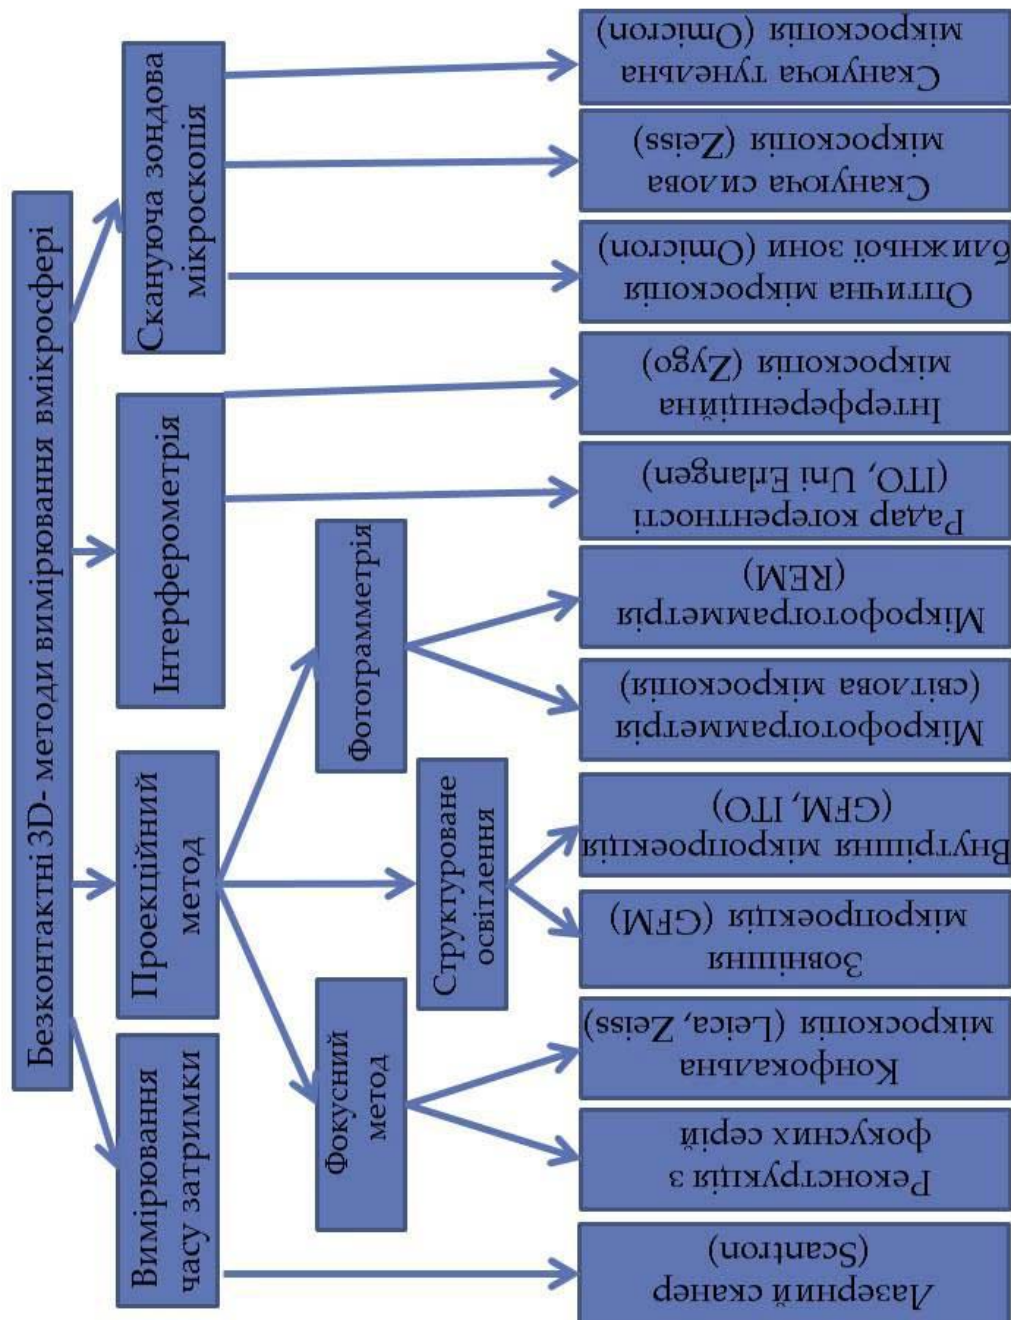 Безконтактні 3D- методи вимірювання вмікросфері
Вимірювання
часу затримки
Проекційний
метод
Інтерферометрія
Скануюча зондова
мікроскопія
Фокусний
метод
Структуроване
освітлення
Фотограмметрія
Лазерний сканер
(Scantron)
Реконструкція з
фокусних серій
Конфокальна
мікроскопія (Leica, Zeiss)
Зовнішня
мікропроекція (GFM)
Внутрішня мікропроекція
(GFM, ITO)
Мікрофотограмметрія
(світлова мікроскопія)
Мікрофотограмметрія
(REM)
Радар когерентності
(ITO, Uni Erlangen)
Інтерференційна
мікроскопія (Zygo)
Оптична мікроскопія
ближньої зони (Omicron)
Скануюча силова
мікроскопія (Zeiss)
Скануюча тунельна
мікроскопія (Omicron)